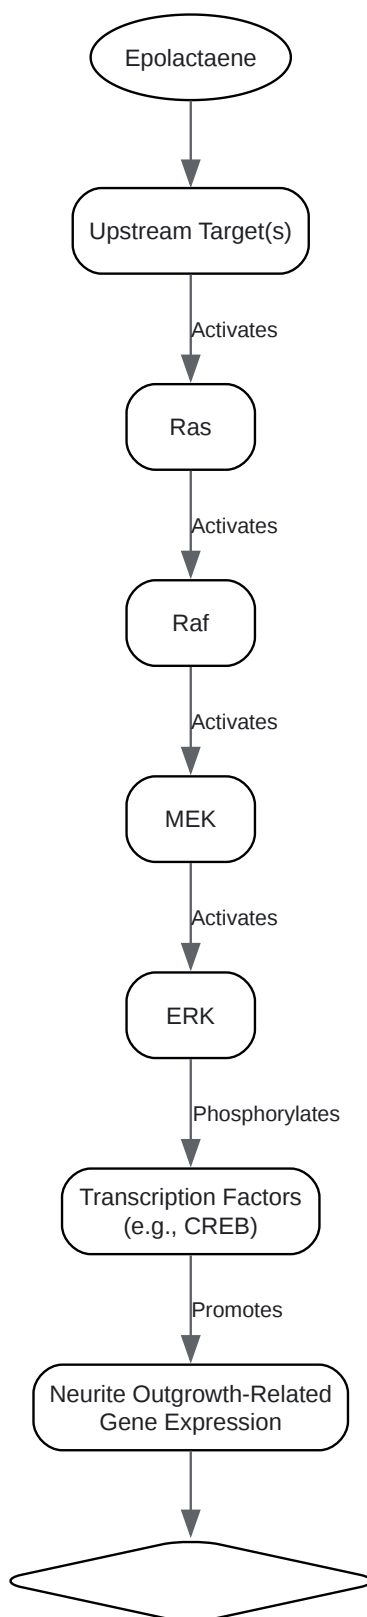 Epolactaene
Upstream Target(s)
Activates
Ras
Activates
Raf
Activates
MEK
Activates
ERK
Phosphorylates
Transcription Factors
(e.g., CREB)
Promotes
Neurite Outgrowth-Related
Gene Expression